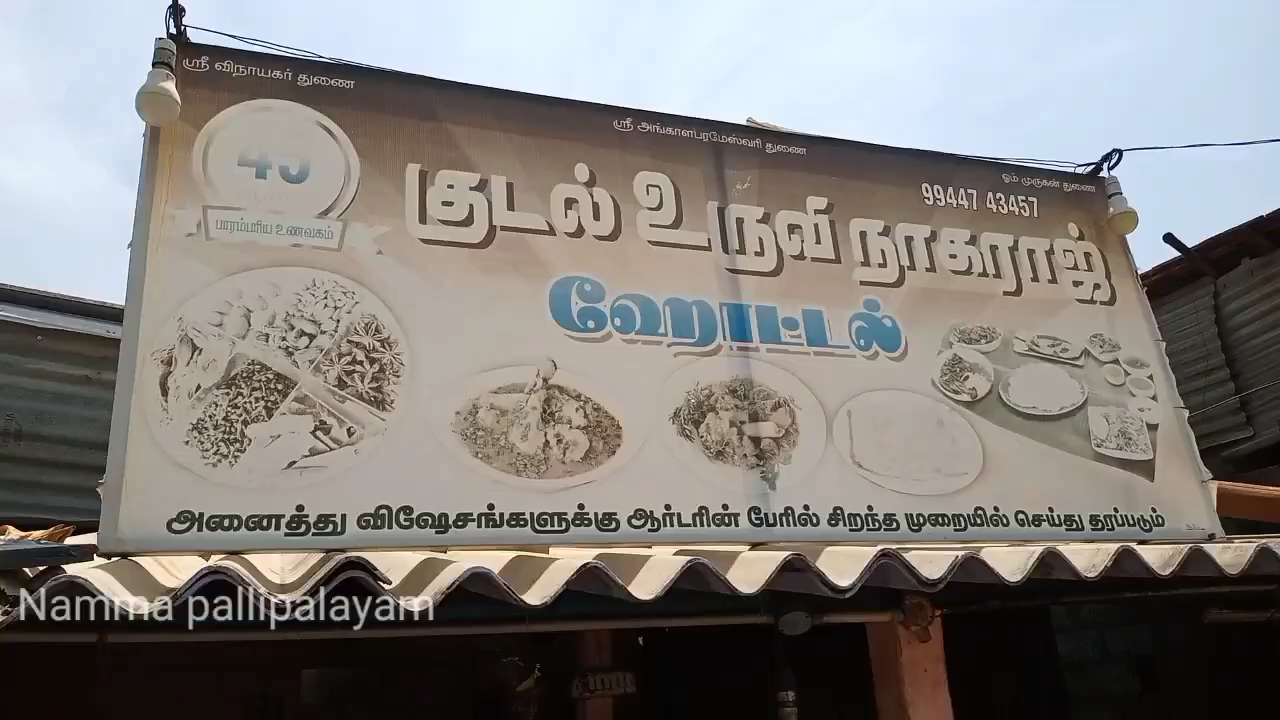 ஸ்ரீ விநாயகர் துணை
ஸ்ரீ அங்காளபரமேஸ்வரி துணை
ஓம் முருகன் துணை
99447 43457
பாரம்பரிய உணவகம்
குடல் உருவி நாகராஜ்
ஹோட்டல்
அனைத்து விஷேசங்களுக்கு ஆர்டரின் பேரில் சிறந்த முறையில் செய்து தரப்படும்
Namma pallipalayam